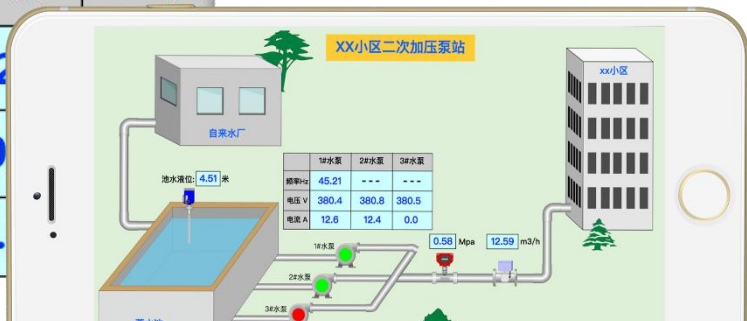 XX小区二次加压泵站
xx小区
自来水厂
池水液位: 4.51 米
1#水泵 2#水泵 3#水泵
频率Hz 45.21 --- ---
电压 V 380.4 380.8 380.5
电流 A 12.6 12.4 0.0
1#水泵
0.58 Mpa 12.59 m3/h
2#水泵
3#水泵